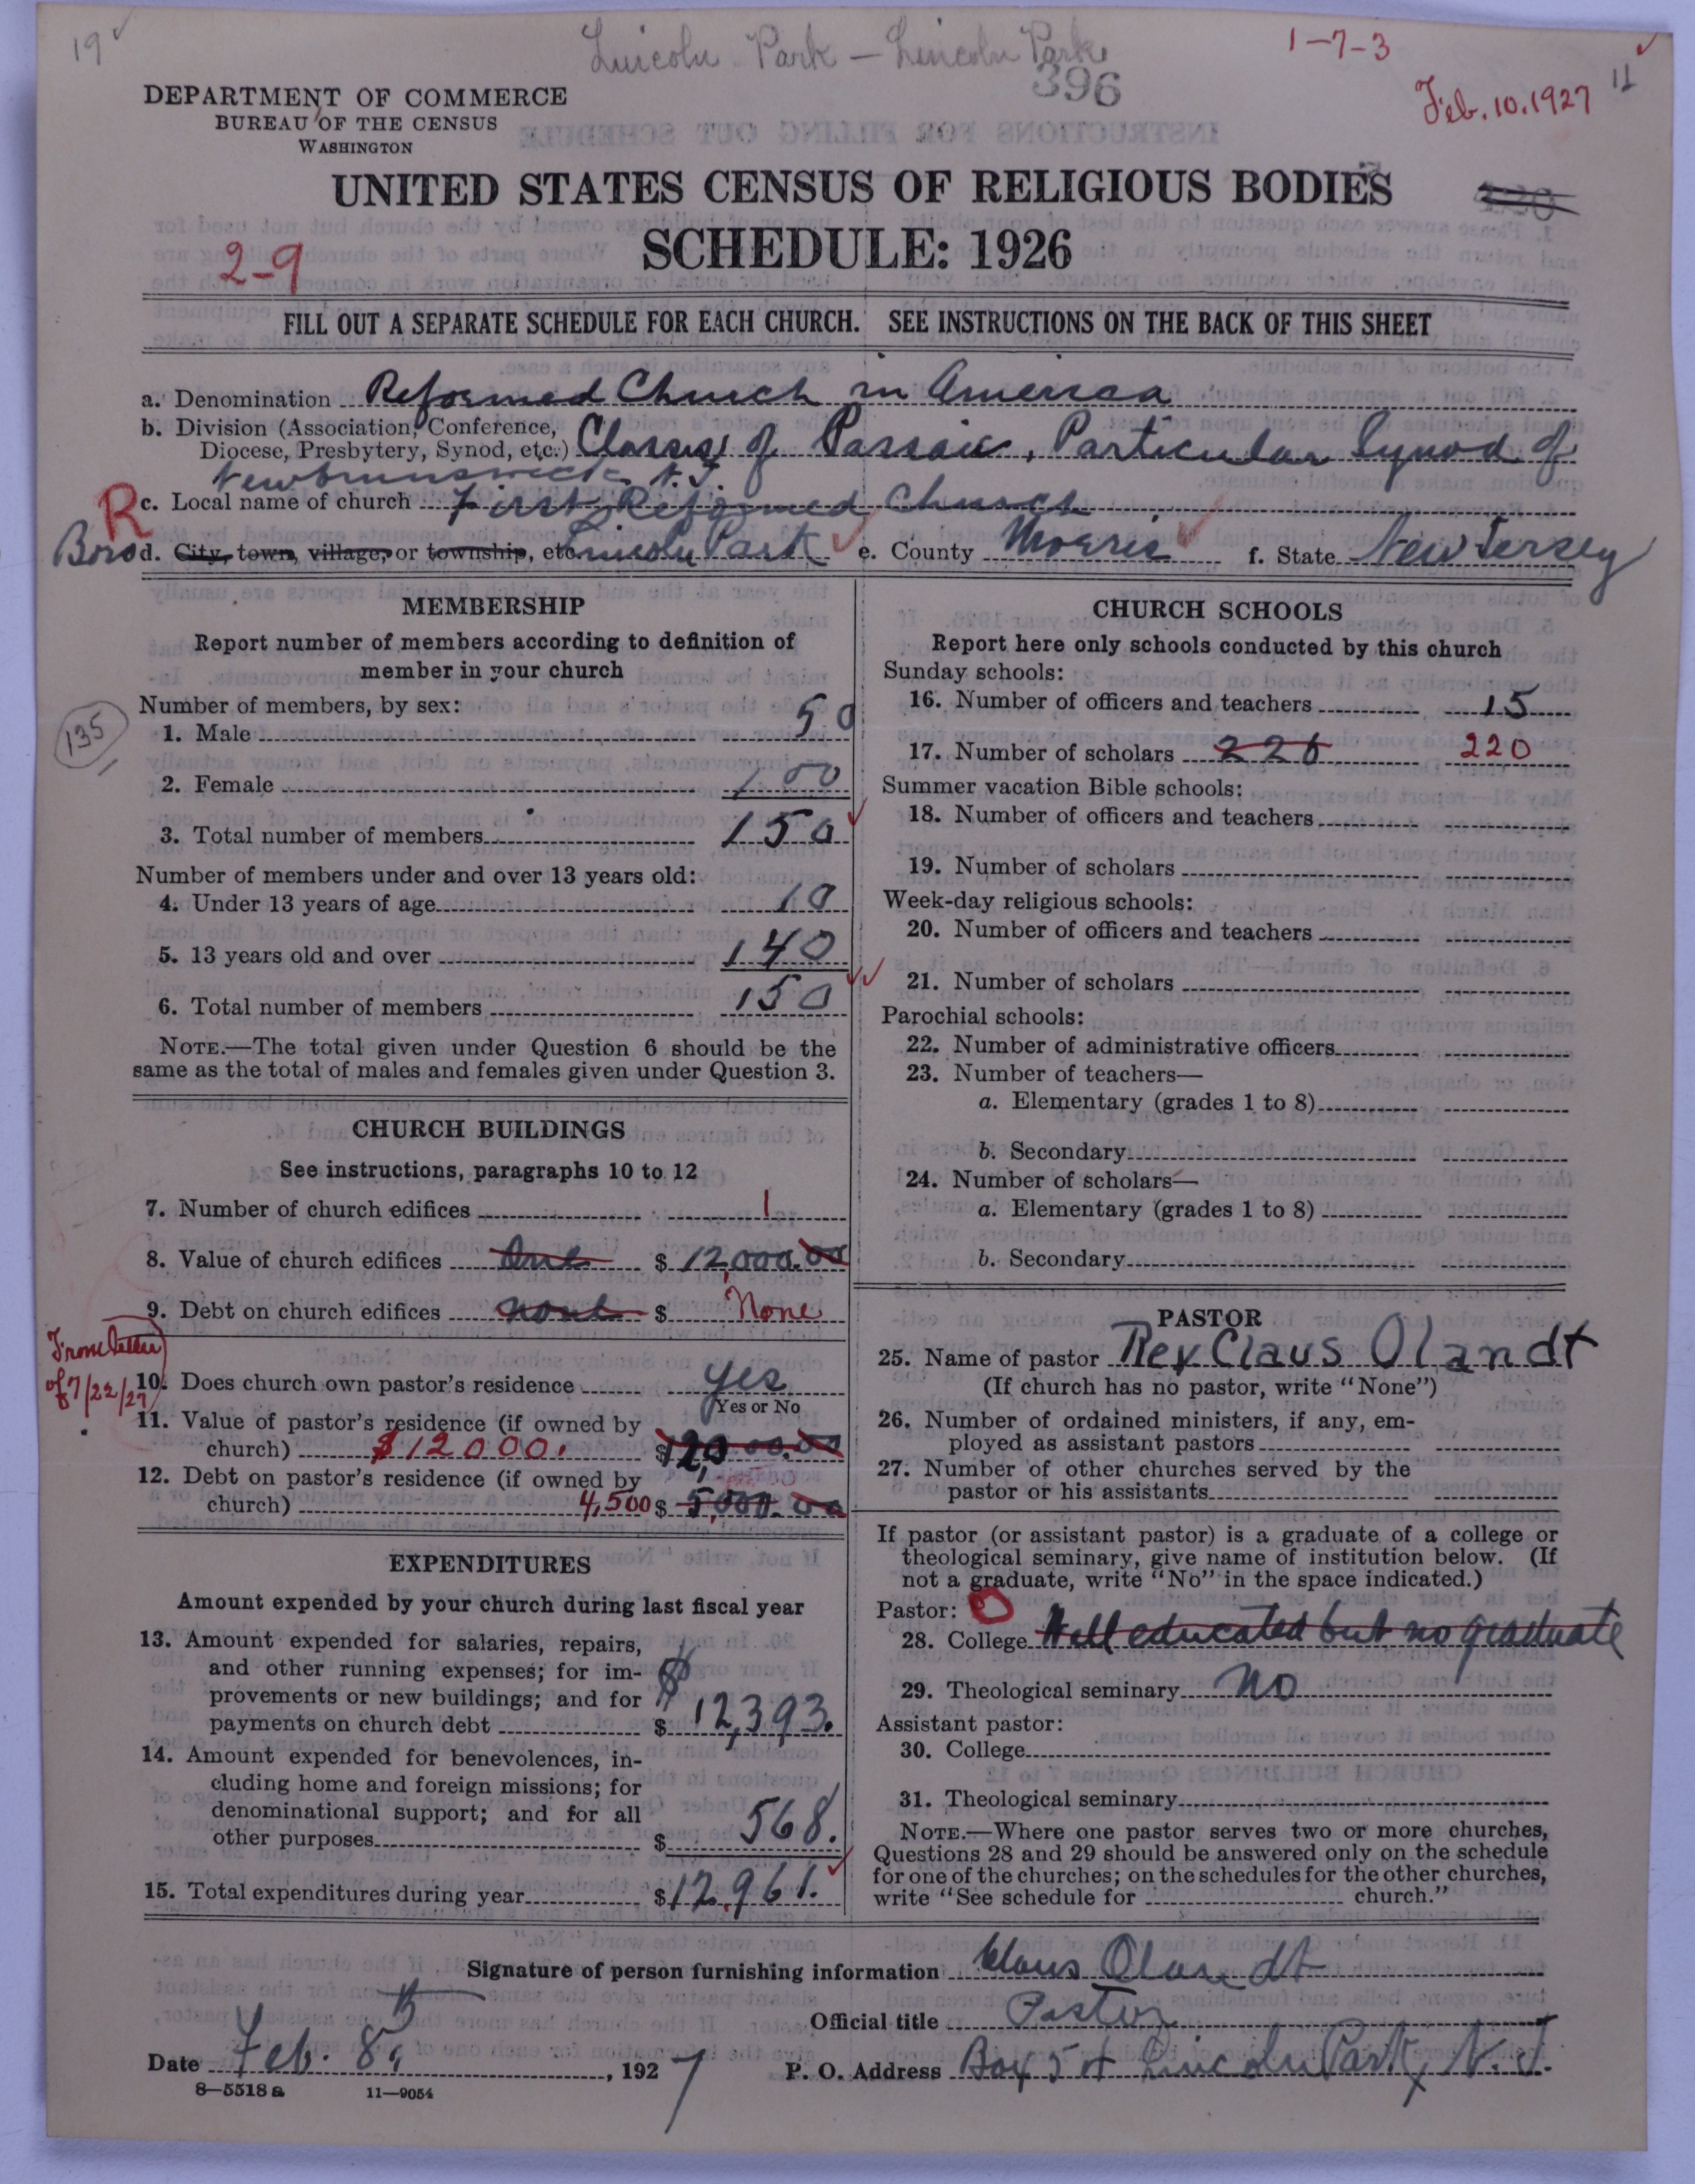 19
Lincoln Park — Lincoln Park
1-7-3
396
Feb. 10. 1927
11
DEPARTMENT OF COMMERCE
BUREAU OF THE CENSUS
WASHINGTON
UNITED STATES CENSUS OF RELIGIOUS BODIES
SCHEDULE: 1926
2-9
FILL OUT A SEPARATE SCHEDULE FOR EACH CHURCH. SEE INSTRUCTIONS ON THE BACK OF THIS SHEET
a. Denomination Reformed Church in America
b. Division (Association, Conference,
Diocese, Presbytery, Synod, etc.) Classis of Passaic, Particular Synod of
New brunswick N. J.
R c. Local name of church First Reformed Church
Boro d. City, town, village, or township, etc. Lincoln Park e. County Morris f. State New Jersey
MEMBERSHIP
Report number of members according to definition of
member in your church
Number of members, by sex:
135
1. Male 50
2. Female 100
3. Total number of members 150
Number of members under and over 13 years old:
4. Under 13 years of age 10
5. 13 years old and over 140
6. Total number of members 150
NOTE.—The total given under Question 6 should be the
same as the total of males and females given under Question 3.
CHURCH BUILDINGS
See instructions, paragraphs 10 to 12
7. Number of church edifices 1
8. Value of church edifices One $ 12,000.00
9. Debt on church edifices none $ None
From letter
of 7/22/27
10. Does church own pastor's residence yes
Yes or No
11. Value of pastor's residence (if owned by
church) $12000.
12. Debt on pastor's residence (if owned by
church) 4,500 $ 5,000.00
EXPENDITURES
Amount expended by your church during last fiscal year
13. Amount expended for salaries, repairs,
and other running expenses; for im-
provements or new buildings; and for
payments on church debt $ 12,393.
14. Amount expended for benevolences, in-
cluding home and foreign missions; for
denominational support; and for all
other purposes $ 568.
15. Total expenditures during year $12,961.
CHURCH SCHOOLS
Report here only schools conducted by this church
Sunday schools:
16. Number of officers and teachers 15
17. Number of scholars 220
Summer vacation Bible schools:
18. Number of officers and teachers
19. Number of scholars
Week-day religious schools:
20. Number of officers and teachers
21. Number of scholars
Parochial schools:
22. Number of administrative officers
23. Number of teachers—
a. Elementary (grades 1 to 8)
b. Secondary
24. Number of scholars—
a. Elementary (grades 1 to 8)
b. Secondary
PASTOR
25. Name of pastor Rev Claus Olandt
(If church has no pastor, write "None")
26. Number of ordained ministers, if any, em-
ployed as assistant pastors
27. Number of other churches served by the
pastor or his assistants
If pastor (or assistant pastor) is a graduate of a college or
theological seminary, give name of institution below. (If
not a graduate, write "No" in the space indicated.)
Pastor: 0
28. College Well educated but no graduate
29. Theological seminary No
Assistant pastor:
30. College
31. Theological seminary
NOTE.—Where one pastor serves two or more churches,
Questions 28 and 29 should be answered only on the schedule
for one of the churches; on the schedules for the other churches,
write "See schedule for church."
Signature of person furnishing information Claus Olandt
Official title Pastor
Date Feb. 8, 1927 P. O. Address Box 54 Lincoln Park, N. J.
8—5518 a 11—9054